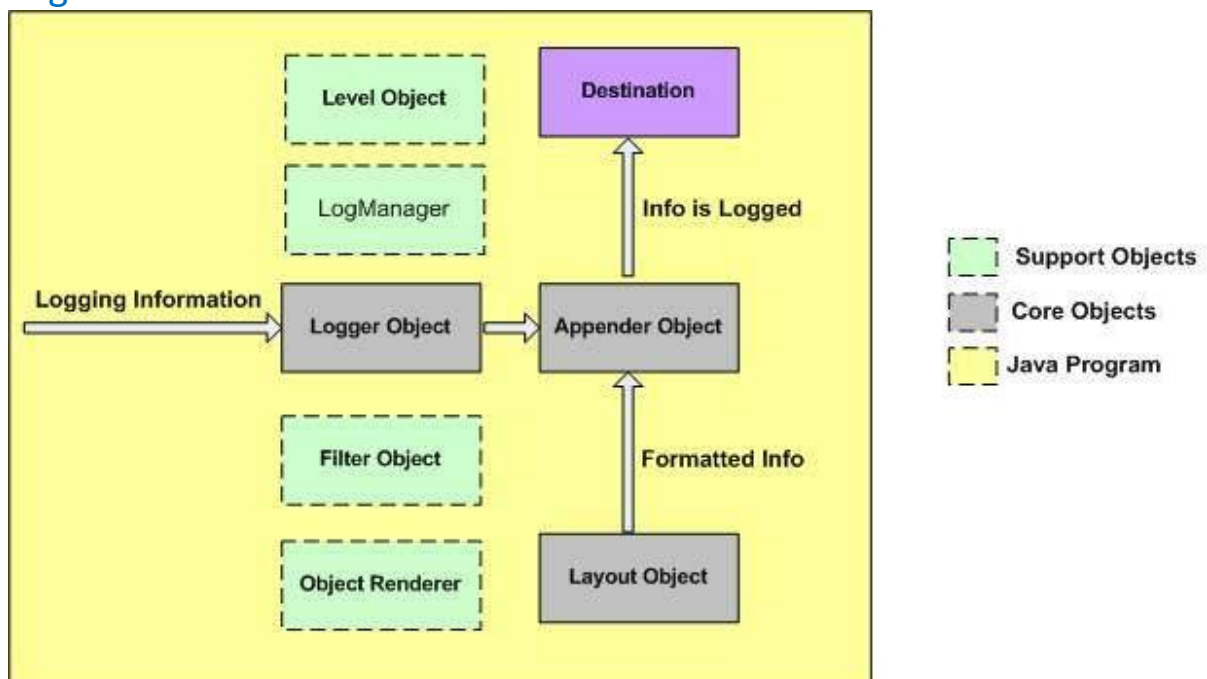 Level Object
Destination
LogManager
Info is Logged
Support Objects
Logging Information
Logger Object
Appender Object
Core Objects
Java Program
Filter Object
Formatted Info
Object Renderer
Layout Object